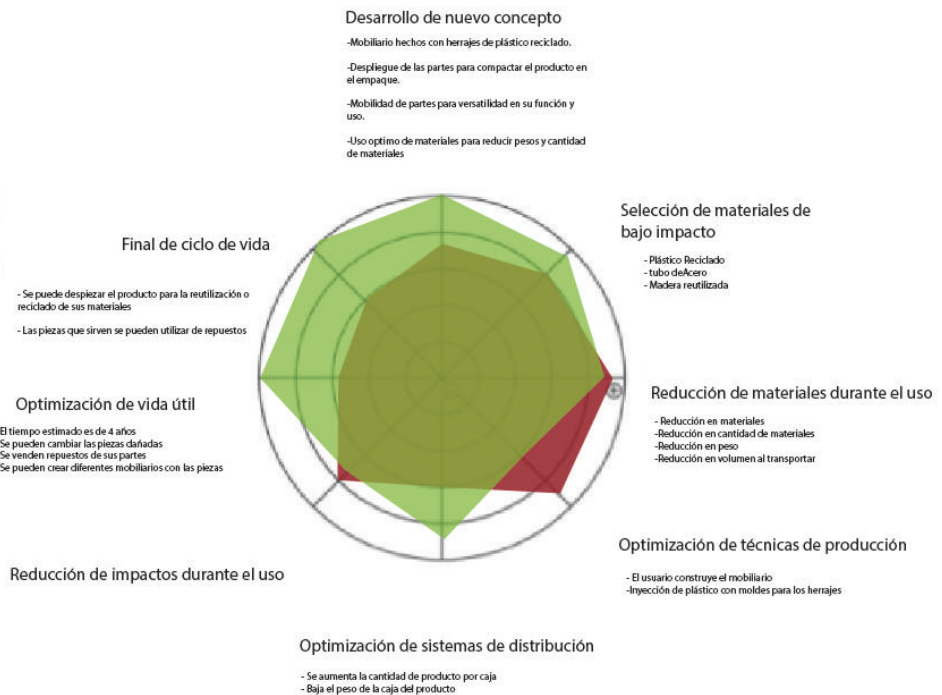 Desarrollo de nuevo concepto
-Mobiliario hechos con herrajes de plástico reciclado.
-Despliegue de las partes para compactar el producto en
el empaque.
-Mobilidad de partes para versatilidad en su función y
uso.
-Uso optimo de materiales para reducir pesos y cantidad
de materiales
Selección de materiales de
bajo impacto
- Plástico Reciclado
- tubo deAcero
- Madera reutilizada
Reducción de materiales durante el uso
- Reducción en materiales
-Reducción en cantidad de materiales
-Reducción en peso
-Reducción en volumen al transportar
Optimización de técnicas de producción
- El usuario construye el mobiliario
-Inyección de plástico con moldes para los herrajes
Optimización de sistemas de distribución
- Se aumenta la cantidad de producto por caja
- Baja el peso de la caja del producto
Reducción de impactos durante el uso
Optimización de vida útil
El tiempo estimado es de 4 años
Se pueden cambiar las piezas dañadas
Se venden repuestos de sus partes
Se pueden crear diferentes mobiliarios con las piezas
Final de ciclo de vida
- Se puede despiezar el producto para la reutilización o
reciclado de sus materiales
- Las piezas que sirven se pueden utilizar de repuestos